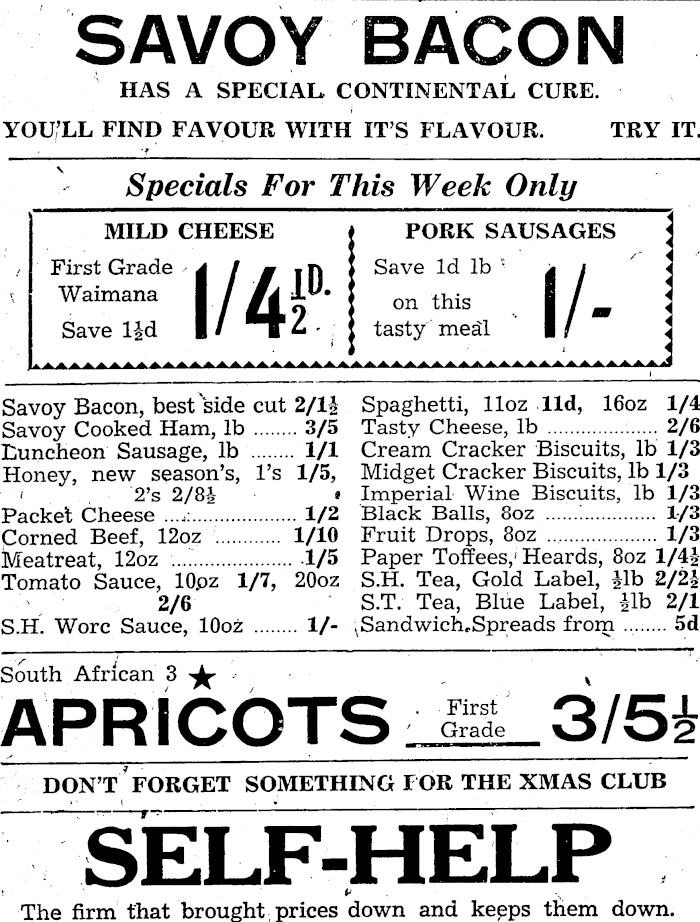 SAVOY BACON
HAS A SPECIAL CONTINENTAL CURE.
YOU'LL FIND FAVOUR WITH IT'S FLAVOUR. TRY IT.
Specials For This Week Only
MILD CHEESE
First Grade
Waimana
Save 1½d
1/4½D.
PORK SAUSAGES
Save 1d lb
on this
tasty meal
1/-
Savoy Bacon, best side cut 2/1½
Savoy Cooked Ham, lb ....... 3/5
Luncheon Sausage, lb ........ 1/1
Honey, new season's, 1's 1/5,
2's 2/8½
Packet Cheese ........................ 1/2
Corned Beef, 12oz ............ 1/10
Meatreat, 12oz ..................... 1/5
Tomato Sauce, 10oz 1/7, 20oz
2/6
S.H. Worc Sauce, 10oz ........ 1/-
Spaghetti, 11oz 11d, 16oz 1/4
Tasty Cheese, lb .................... 2/6
Cream Cracker Biscuits, lb 1/3
Midget Cracker Biscuits, lb 1/3
Imperial Wine Biscuits, lb 1/3
Black Balls, 8oz .................... 1/3
Fruit Drops, 8oz .................... 1/3
Paper Toffees, Heards, 8oz 1/4½
S.H. Tea, Gold Label, ½lb 2/2½
S.T. Tea, Blue Label, ½lb 2/1
Sandwich Spreads from ........ 5d
South African 3 ★
APRICOTS First Grade 3/5½
DON'T FORGET SOMETHING FOR THE XMAS CLUB
SELF-HELP
The firm that brought prices down and keeps them down.